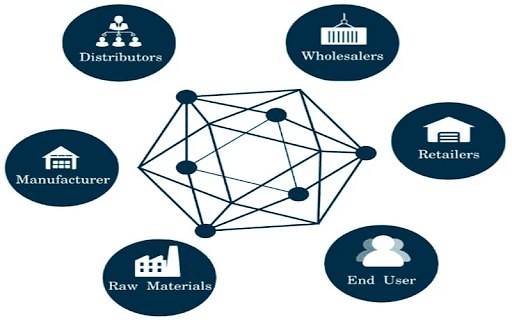 Distributors
Wholesalers
Manufacturer
Retailers
Raw Materials
End User